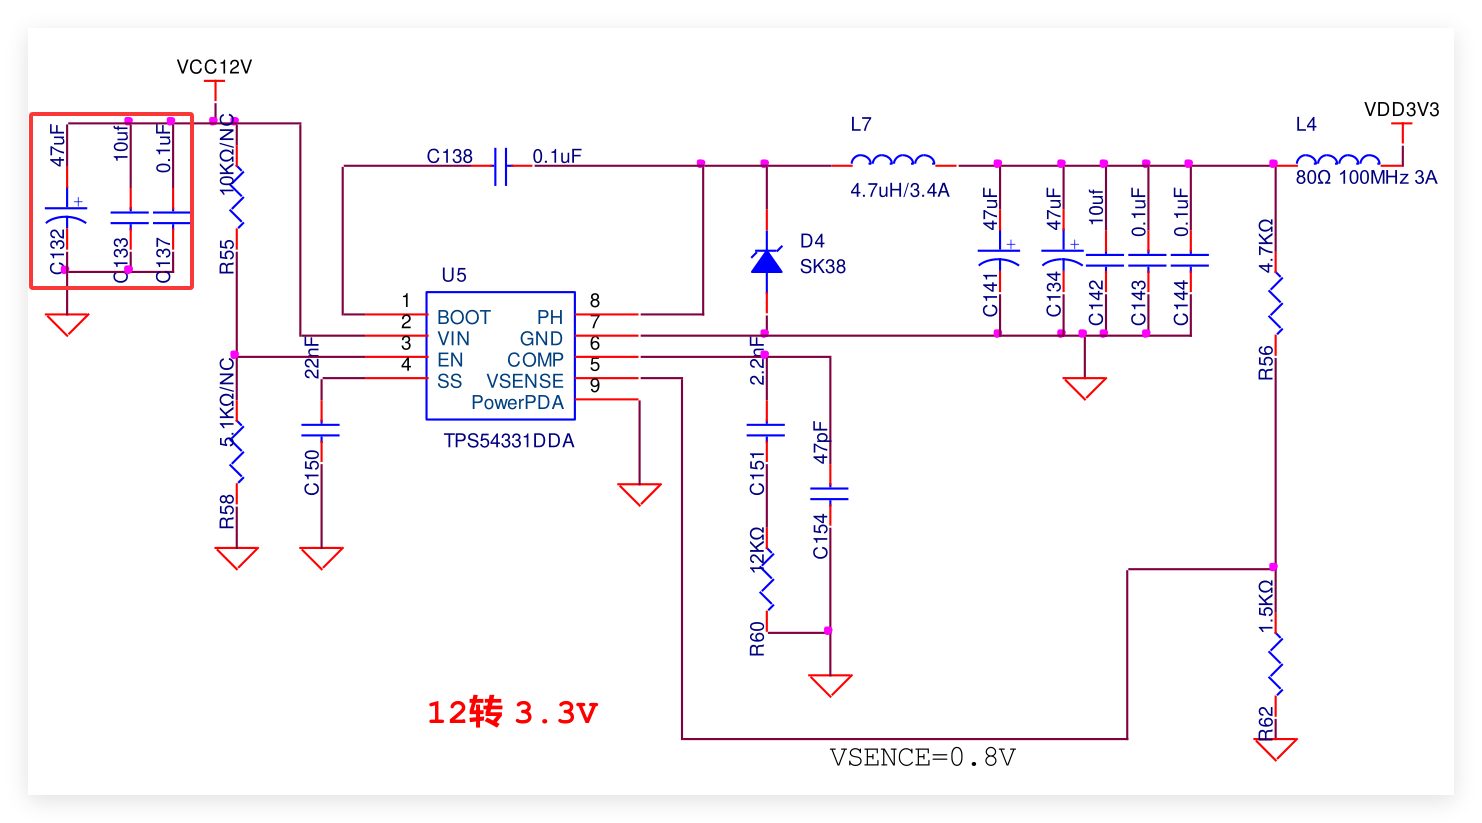 VCC12V
VDD3V3
47uF
10uf
0.1uF
10KΩ/NC
C132
C133
C137
R55
C138
0.1uF
L7
4.7uH/3.4A
L4
80Ω 100MHz 3A
D4
SK38
47uF
47uF
10uf
0.1uF
0.1uF
C141
C134
C142
C143
C144
4.7KΩ
R56
U5
1
2
3
4
BOOT
VIN
EN
SS
PH
GND
COMP
VSENSE
PowerPDA
8
7
6
5
9
TPS54331DDA
22nF
C150
5.1KΩ/NC
R58
2.2nF
C151
47pF
C154
12KΩ
R60
1.5KΩ
R62
12转 3.3V
VSENCE=0.8V